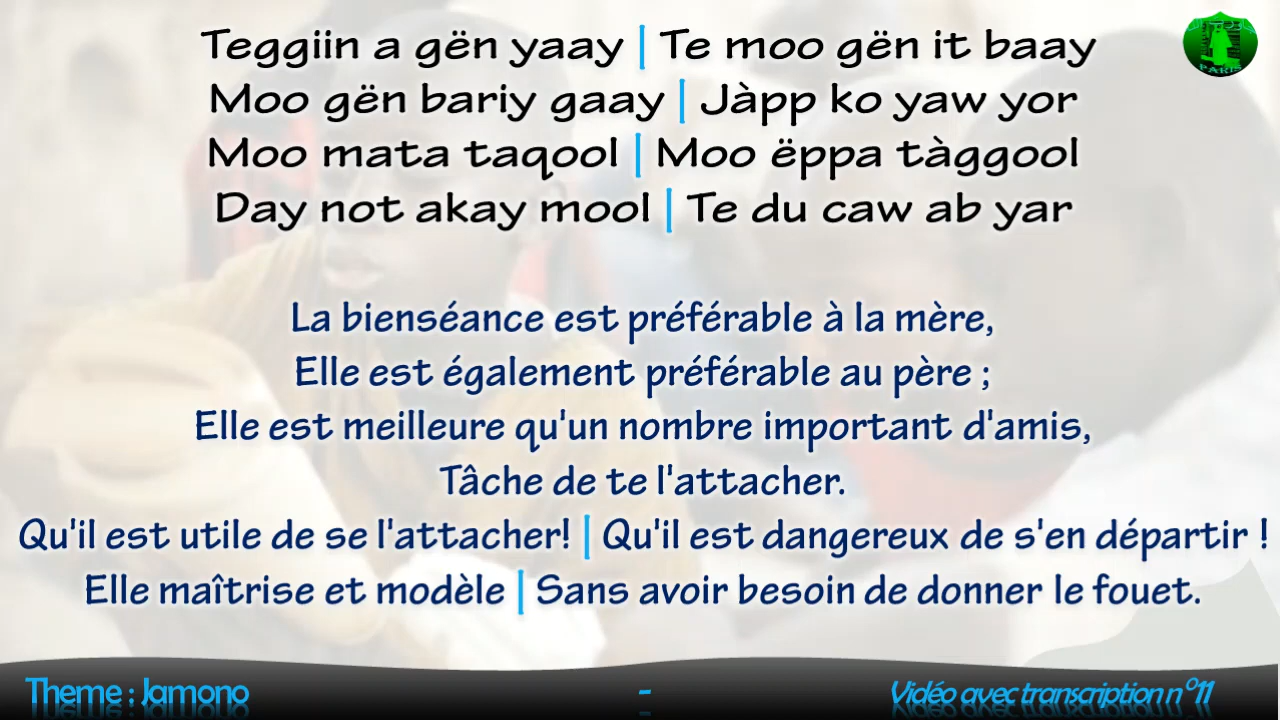 Teggiin a gën yaay | Te moo gën it baay
Moo gën bariy gaay | Jàpp ko yaw yor
Moo mata taqool | Moo ëppa tàggool
Day not akay mool | Te du caw ab yar
La bienséance est préférable à la mère,
Elle est également préférable au père ;
Elle est meilleure qu'un nombre important d'amis,
Tâche de te l'attacher.
Qu'il est utile de se l'attacher! | Qu'il est dangereux de s'en départir !
Elle maîtrise et modèle | Sans avoir besoin de donner le fouet.
Theme : Jamono - Vidéo avec transcription n°11
PARIS